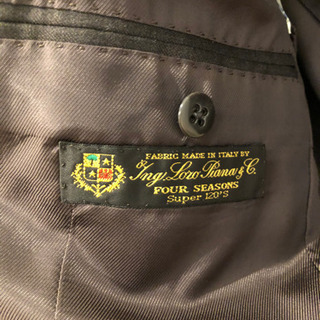 FABRIC MADE IN ITALY BY
Ing. Loro Piana & C.
FOUR SEASONS
Super 120'S